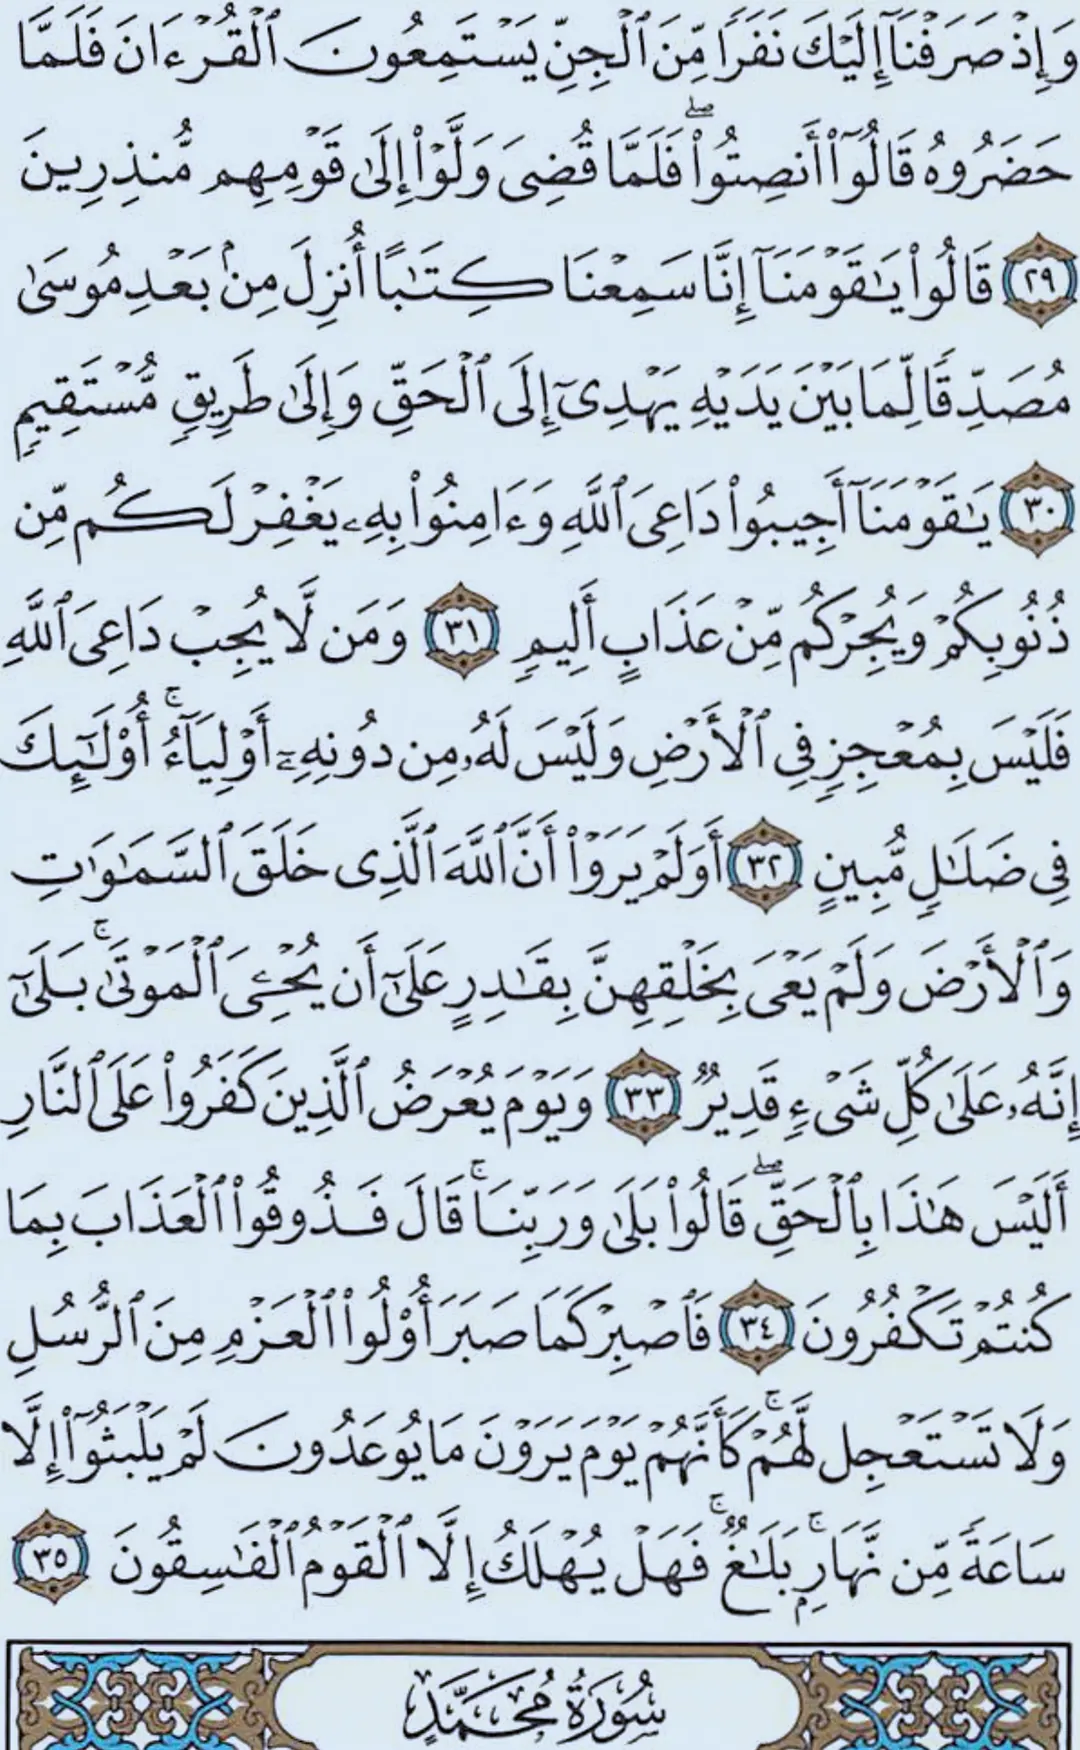 وَإِذْ صَرَفْنَآ إِلَيْكَ نَفَرًا مِّنَ ٱلْجِنِّ يَسْتَمِعُونَ ٱلْقُرْءَانَ فَلَمَّا
حَضَرُوهُ قَالُوٓا۟ أَنصِتُوا۟ ۖ فَلَمَّا قُضِىَ وَلَّوْا۟ إِلَىٰ قَوْمِهِم مُّنذِرِينَ
٢٩ قَالُوا۟ يَـٰقَوْمَنَآ إِنَّا سَمِعْنَا كِتَـٰبًا أُنزِلَ مِنۢ بَعْدِ مُوسَىٰ
مُصَدِّقًا لِّمَا بَيْنَ يَدَيْهِ يَهْدِىٓ إِلَى ٱلْحَقِّ وَإِلَىٰ طَرِيقٍ مُّسْتَقِيمٍ
٣٠ يَـٰقَوْمَنَآ أَجِيبُوا۟ دَاعِىَ ٱللَّهِ وَءَامِنُوا۟ بِهِۦ يَغْفِرْ لَكُم مِّن
ذُنُوبِكُمْ وَيُجِرْكُم مِّنْ عَذَابٍ أَلِيمٍ ٣١ وَمَن لَّا يُجِبْ دَاعِىَ ٱللَّهِ
فَلَيْسَ بِمُعْجِزٍ فِى ٱلْأَرْضِ وَلَيْسَ لَهُۥ مِن دُونِهِۦٓ أَوْلِيَآءُ ۚ أُو۟لَـٰٓئِكَ
فِى ضَلَـٰلٍ مُّبِينٍ ٣٢ أَوَلَمْ يَرَوْا۟ أَنَّ ٱللَّهَ ٱلَّذِى خَلَقَ ٱلسَّمَـٰوَٰتِ
وَٱلْأَرْضَ وَلَمْ يَعْىَ بِخَلْقِهِنَّ بِقَـٰدِرٍ عَلَىٰٓ أَن يُحْـِۧىَ ٱلْمَوْتَىٰ ۚ بَلَىٰٓ
إِنَّهُۥ عَلَىٰ كُلِّ شَىْءٍ قَدِيرٌ ٣٣ وَيَوْمَ يُعْرَضُ ٱلَّذِينَ كَفَرُوا۟ عَلَى ٱلنَّارِ
أَلَيْسَ هَـٰذَا بِٱلْحَقِّ ۖ قَالُوا۟ بَلَىٰ وَرَبِّنَا ۚ قَالَ فَذُوقُوا۟ ٱلْعَذَابَ بِمَا
كُنتُمْ تَكْفُرُونَ ٣٤ فَٱصْبِرْ كَمَا صَبَرَ أُو۟لُوا۟ ٱلْعَزْمِ مِنَ ٱلرُّسُلِ
وَلَا تَسْتَعْجِل لَّهُمْ ۚ كَأَنَّهُمْ يَوْمَ يَرَوْنَ مَا يُوعَدُونَ لَمْ يَلْبَثُوٓا۟ إِلَّا
سَاعَةً مِّن نَّهَارٍۭ ۚ بَلَـٰغٌ ۚ فَهَلْ يُهْلَكُ إِلَّا ٱلْقَوْمُ ٱلْفَـٰسِقُونَ ٣٥
سُورَةُ مُحَمَّدٍ